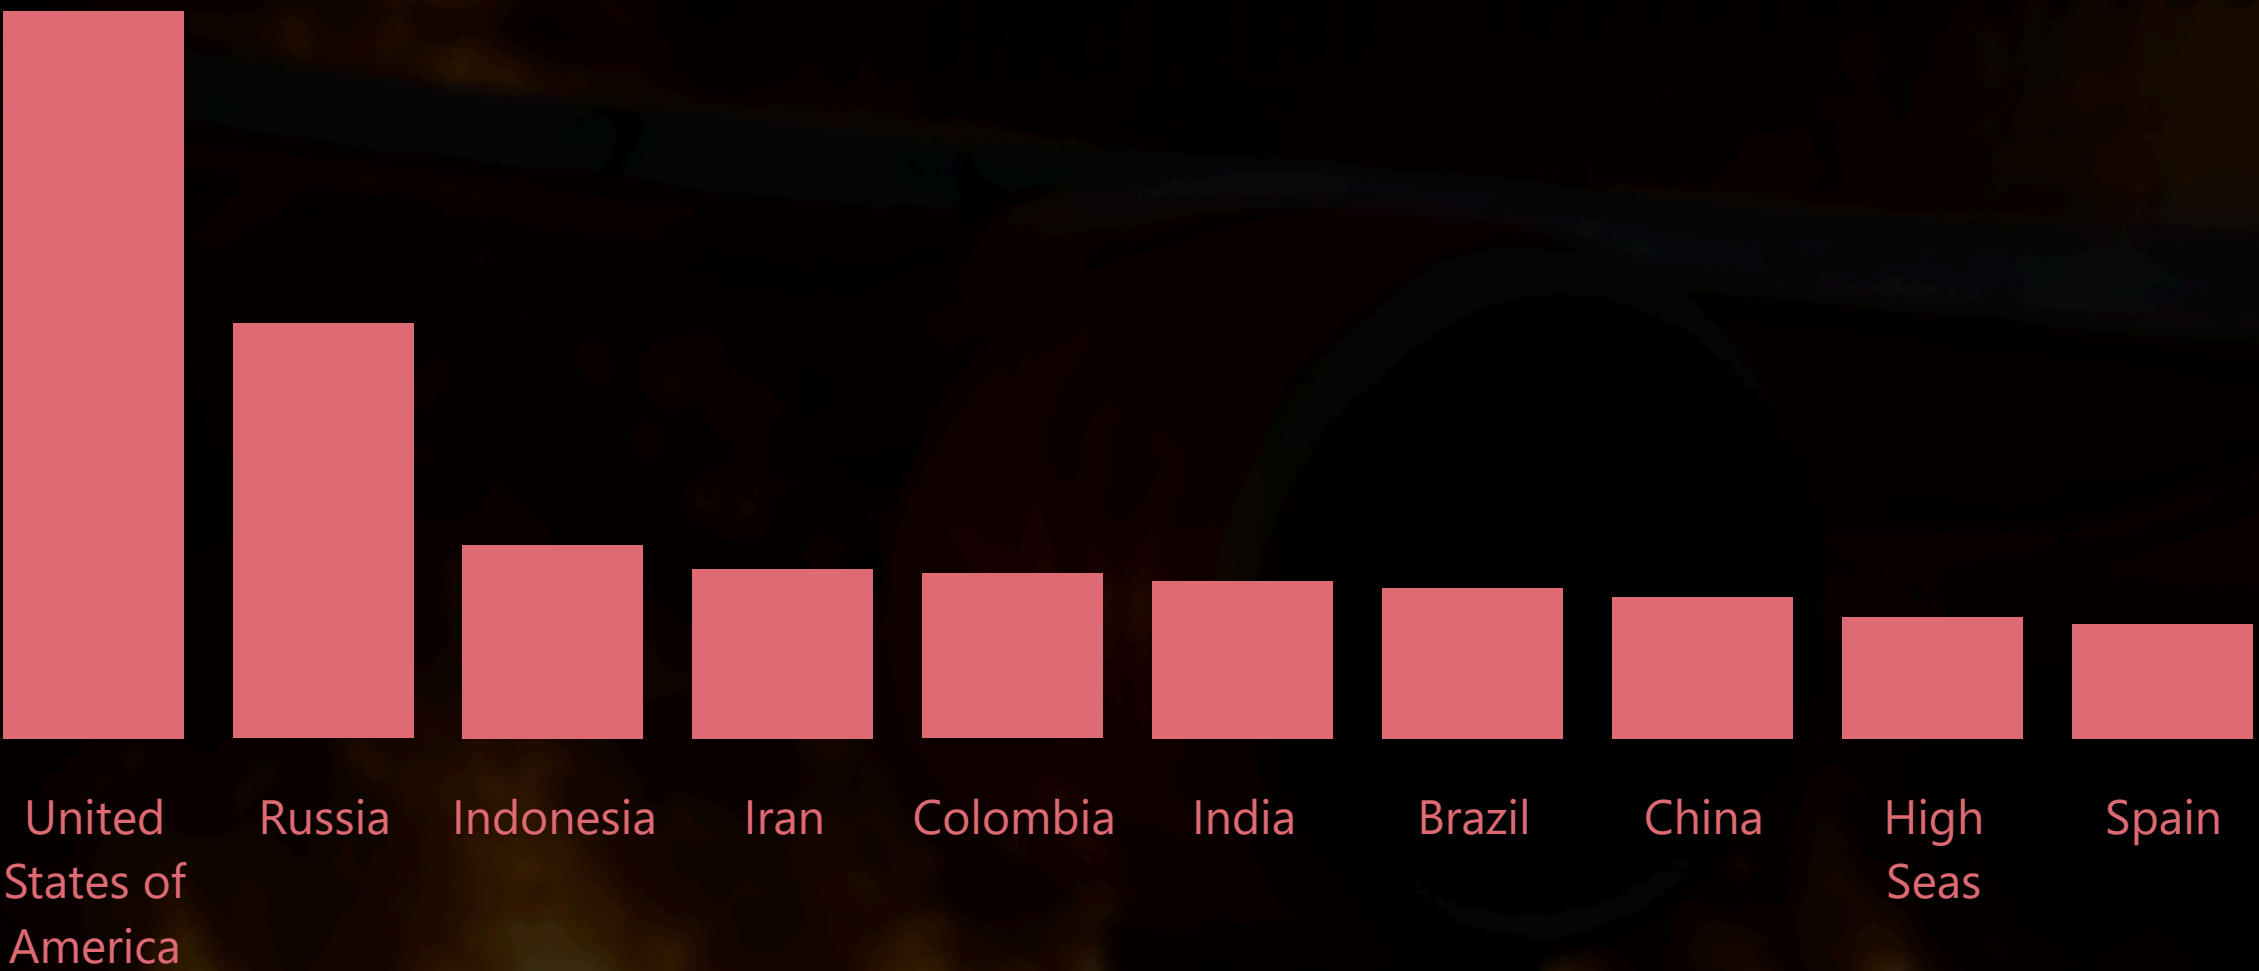 United
States of
America
Russia
Indonesia
Iran
Colombia
India
Brazil
China
High
Seas
Spain